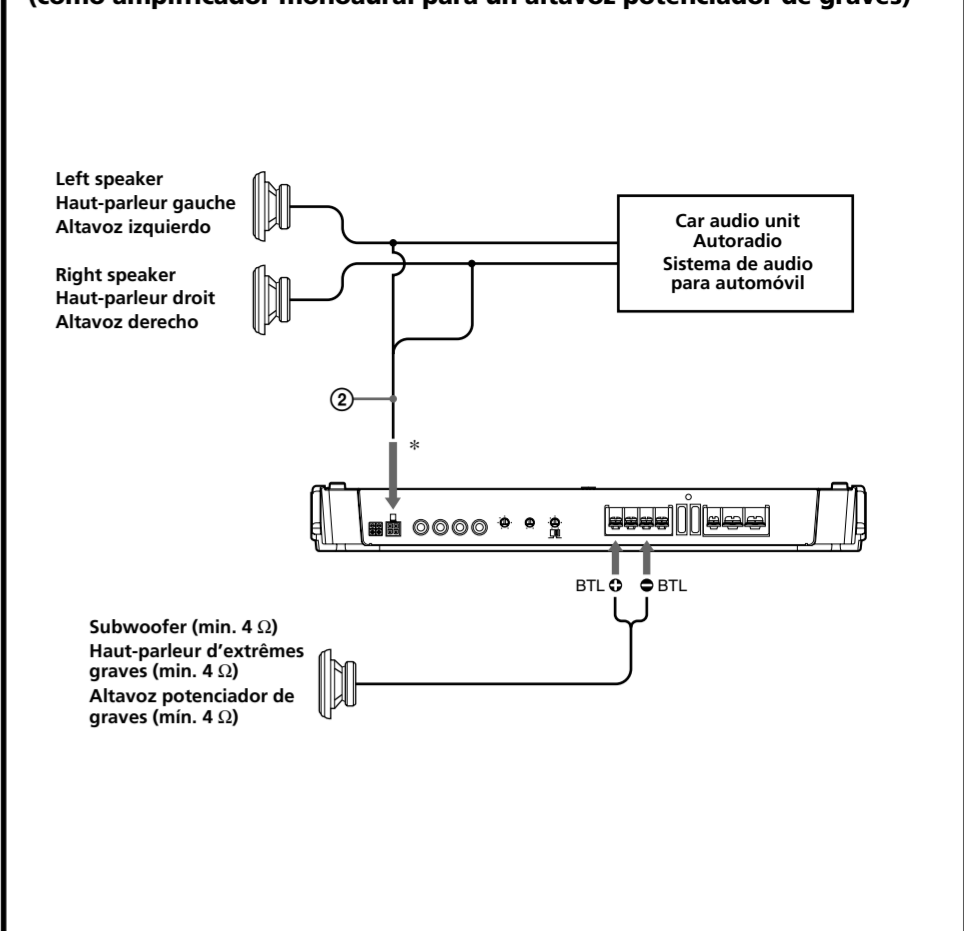 (como amplificador monoaural para un altavoz potenciador de graves)
Left speaker
Haut-parleur gauche
Altavoz izquierdo
Right speaker
Haut-parleur droit
Altavoz derecho
Car audio unit
Autoradio
Sistema de audio
para automóvil
2
*
BTL + − BTL
Subwoofer (min. 4 Ω)
Haut-parleur d’extrêmes
graves (min. 4 Ω)
Altavoz potenciador de
graves (mín. 4 Ω)